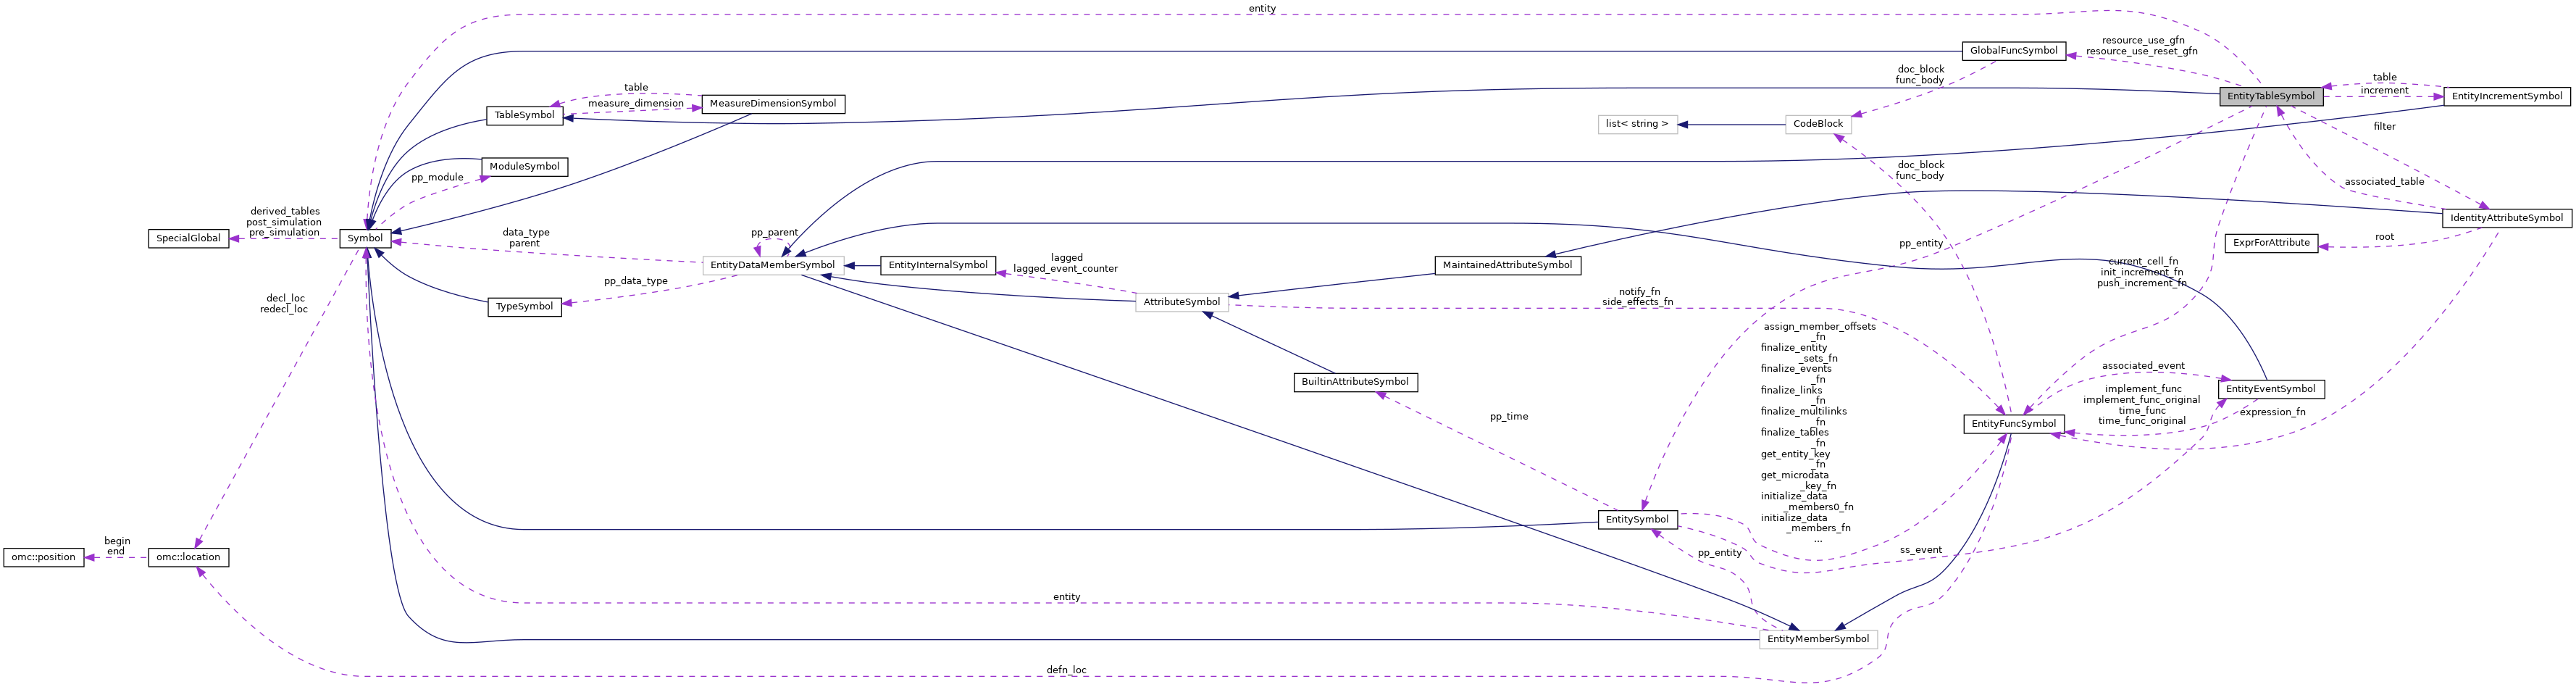 entity
resource_use_gfn
resource_use_reset_gfn
GlobalFuncSymbol
doc_block
func_body
table
increment
EntityTableSymbol
EntityIncrementSymbol
table
measure_dimension
MeasureDimensionSymbol
TableSymbol
list< string >
CodeBlock
filter
ModuleSymbol
pp_module
doc_block
func_body
associated_table
derived_tables
post_simulation
pre_simulation
SpecialGlobal
Symbol
data_type
parent
pp_parent
EntityDataMemberSymbol
EntityInternalSymbol
lagged
lagged_event_counter
MaintainedAttributeSymbol
pp_entity
IdentityAttributeSymbol
root
ExprForAttribute
current_cell_fn
init_increment_fn
push_increment_fn
pp_data_type
TypeSymbol
AttributeSymbol
notify_fn
side_effects_fn
decl_loc
redecl_loc
assign_member_offsets
_fn
finalize_entity
_sets_fn
finalize_events
_fn
finalize_links
_fn
finalize_multilinks
_fn
finalize_tables
_fn
get_entity_key
_fn
get_microdata
_key_fn
initialize_data
_members0_fn
initialize_data
_members_fn
...
BuiltinAttributeSymbol
pp_time
associated_event
EntityEventSymbol
implement_func
implement_func_original
time_func
time_func_original
expression_fn
EntityFuncSymbol
EntitySymbol
ss_event
pp_entity
begin
end
omc::position
omc::location
entity
EntityMemberSymbol
defn_loc